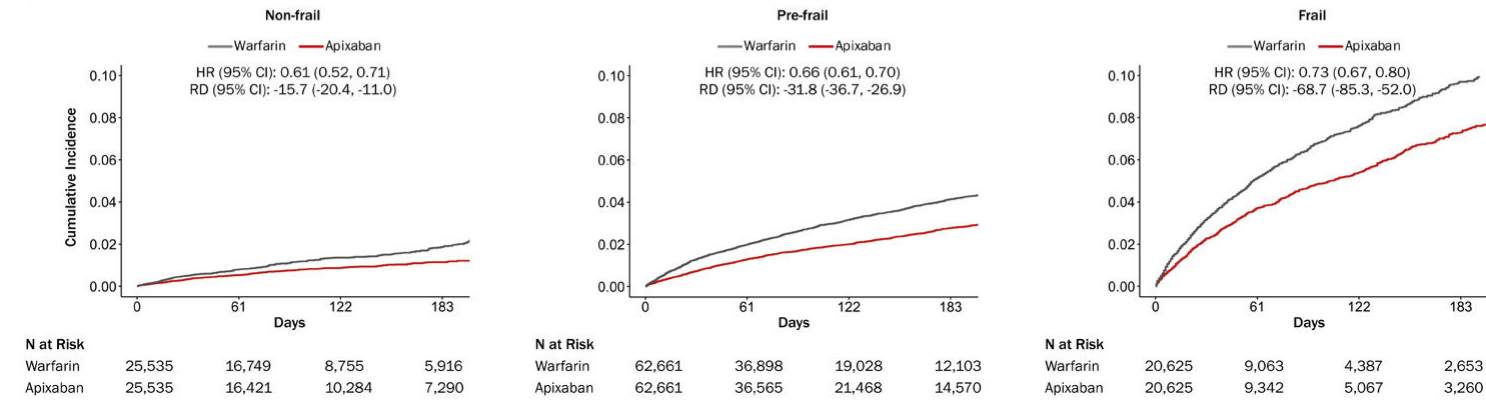 Non-frail
Warfarin Apixaban
HR (95% CI): 0.61 (0.52, 0.71)
RD (95% CI): -15.7 (-20.4, -11.0)
Cumulative Incidence
0.10
0.08
0.06
0.04
0.02
0.00
0 61 122 183
Days
N at Risk
Warfarin 25,535 16,749 8,755 5,916
Apixaban 25,535 16,421 10,284 7,290
Pre-frail
Warfarin Apixaban
HR (95% CI): 0.66 (0.61, 0.70)
RD (95% CI): -31.8 (-36.7, -26.9)
0.10
0.08
0.06
0.04
0.02
0.00
0 61 122 183
Days
N at Risk
Warfarin 62,661 36,898 19,028 12,103
Apixaban 62,661 36,565 21,468 14,570
Frail
Warfarin Apixaban
HR (95% CI): 0.73 (0.67, 0.80)
RD (95% CI): -68.7 (-85.3, -52.0)
0.10
0.08
0.06
0.04
0.02
0.00
0 61 122 183
Days
N at Risk
Warfarin 20,625 9,063 4,387 2,653
Apixaban 20,625 9,342 5,067 3,260